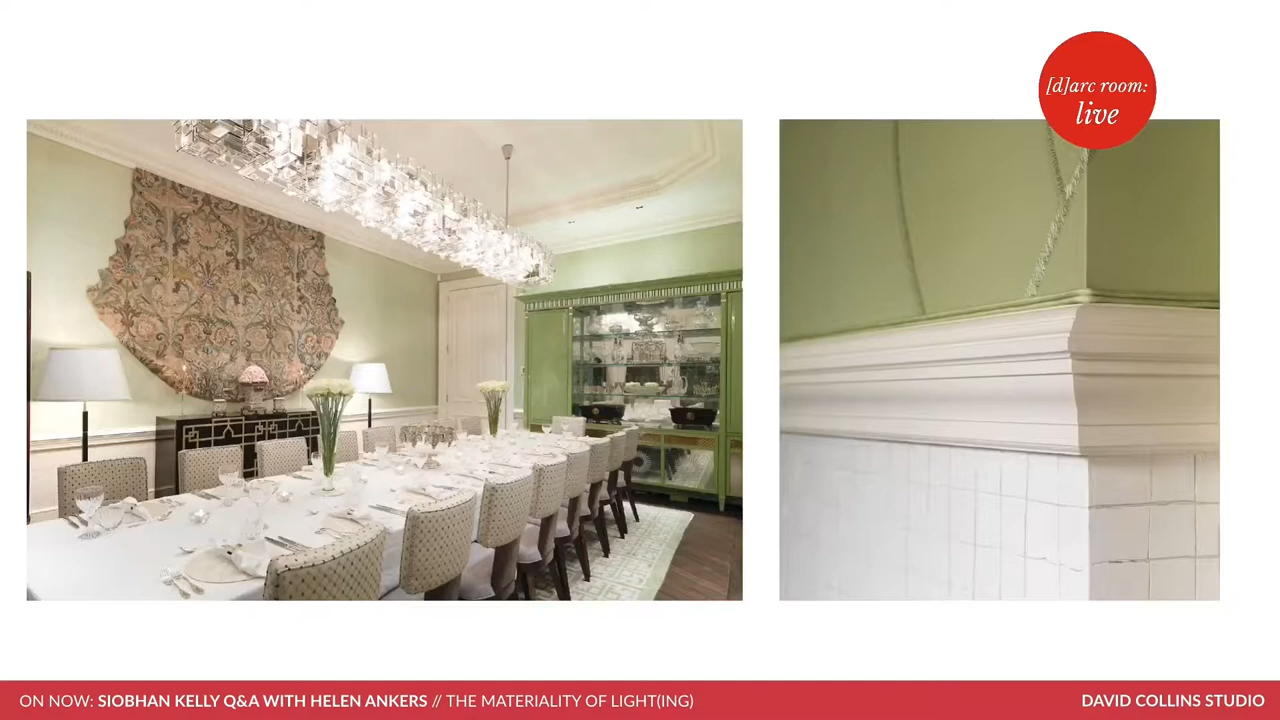 [d]arc room:
live
ON NOW: SIOBHAN KELLY Q&A WITH HELEN ANKERS // THE MATERIALITY OF LIGHT(ING)
DAVID COLLINS STUDIO